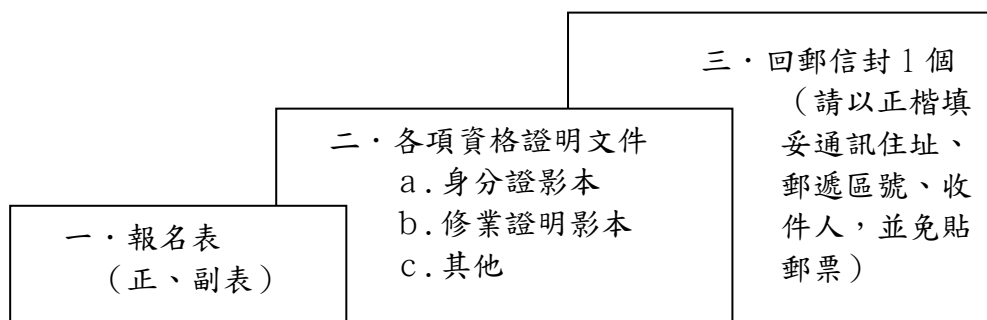 一．報名表
（正、副表）
二．各項資格證明文件
a.身分證影本
b.修業證明影本
c.其他
三．回郵信封１個
（請以正楷填
妥通訊住址、
郵遞區號、收
件人，並免貼
郵票）